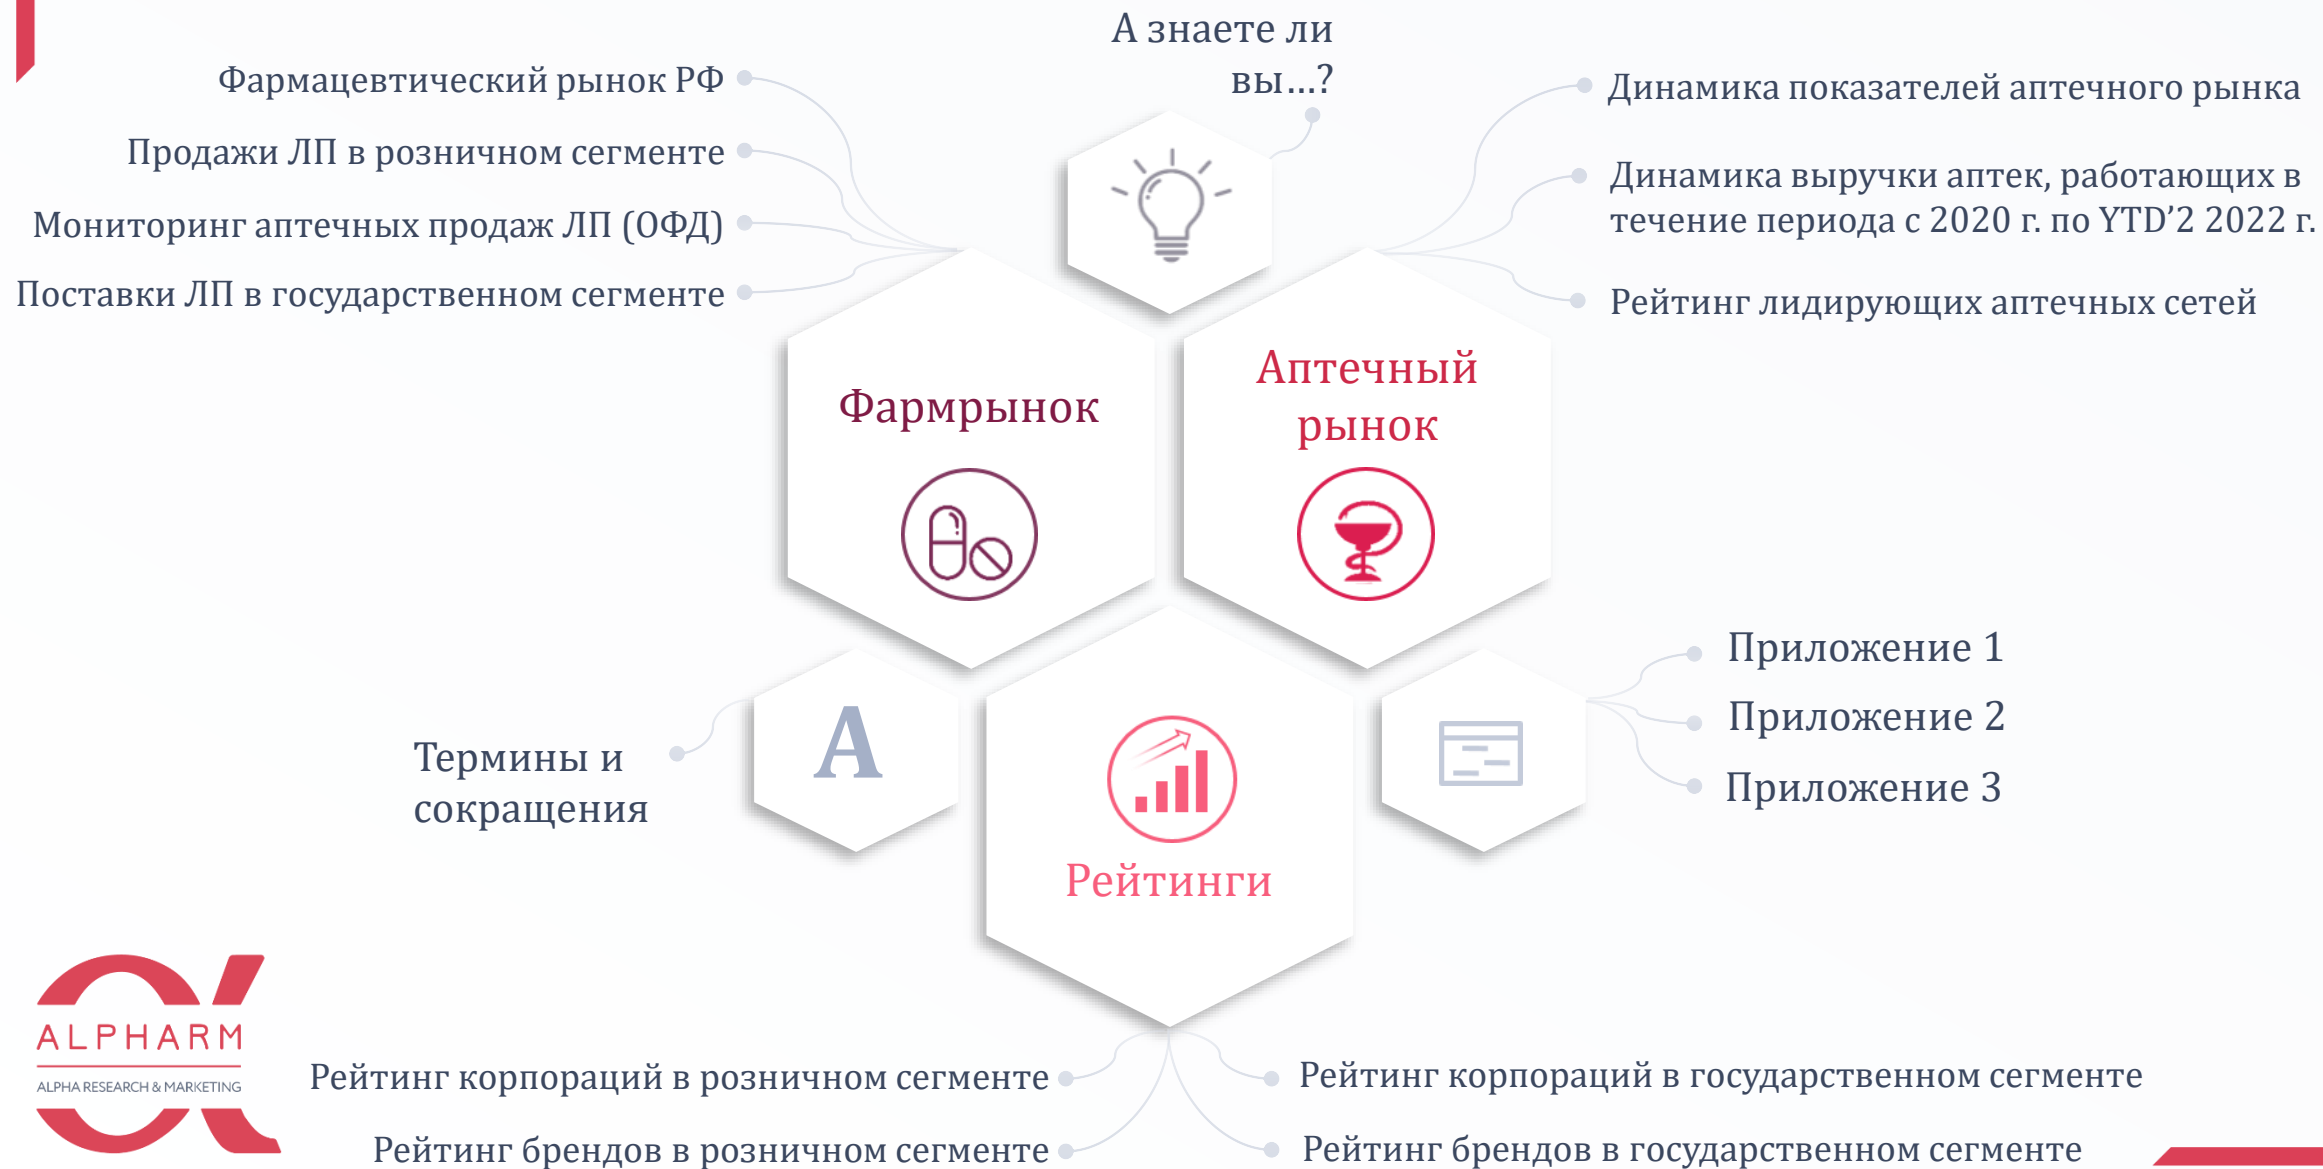 А знаете ли
вы...?
Фармацевтический рынок РФ
Продажи ЛП в розничном сегменте
Мониторинг аптечных продаж ЛП (ОФД)
Поставки ЛП в государственном сегменте
Динамика показателей аптечного рынка
Динамика выручки аптек, работающих в
течение периода с 2020 г. по YTD’2 2022 г.
Рейтинг лидирующих аптечных сетей
Фармрынок
Аптечный
рынок
Термины и
сокращения
A
Рейтинги
Приложение 1
Приложение 2
Приложение 3
ALPHARM
ALPHA RESEARCH & MARKETING
Рейтинг корпораций в розничном сегменте
Рейтинг брендов в розничном сегменте
Рейтинг корпораций в государственном сегменте
Рейтинг брендов в государственном сегменте